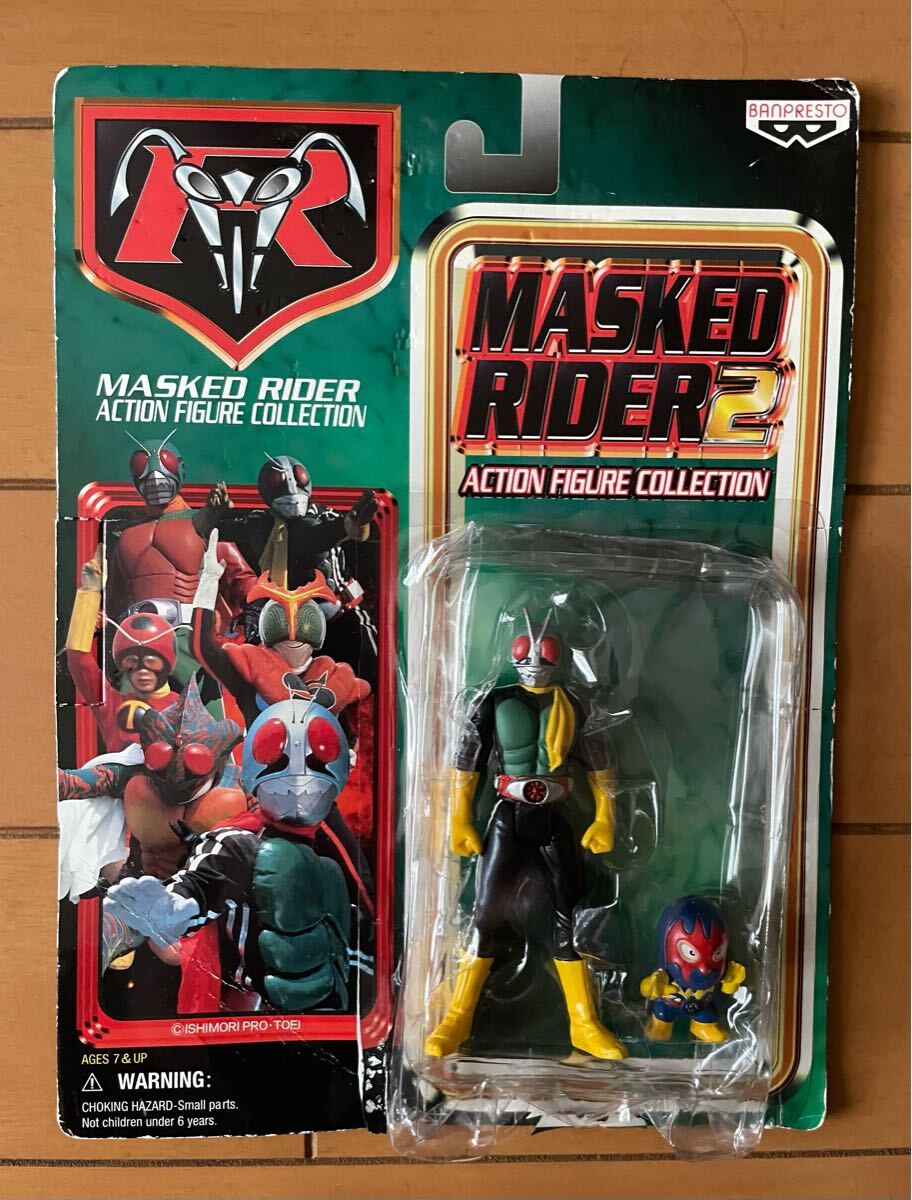 BANPRESTO
MASKED RIDER
ACTION FIGURE COLLECTION
MASKED
RIDER2
ACTION FIGURE COLLECTION
©ISHIMORI PRO・TOEI
AGES 7 & UP
⚠ WARNING:
CHOKING HAZARD-Small parts.
Not children under 6 years.